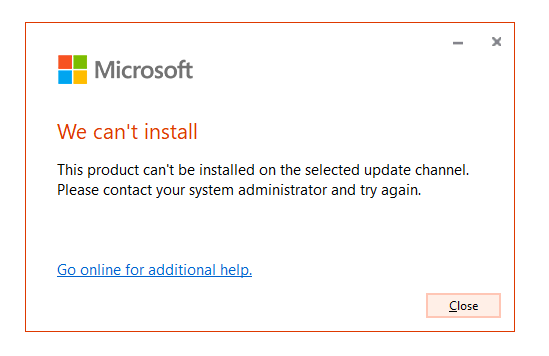 Microsoft
We can't install
This product can't be installed on the selected update channel.
Please contact your system administrator and try again.
Go online for additional help.
Close